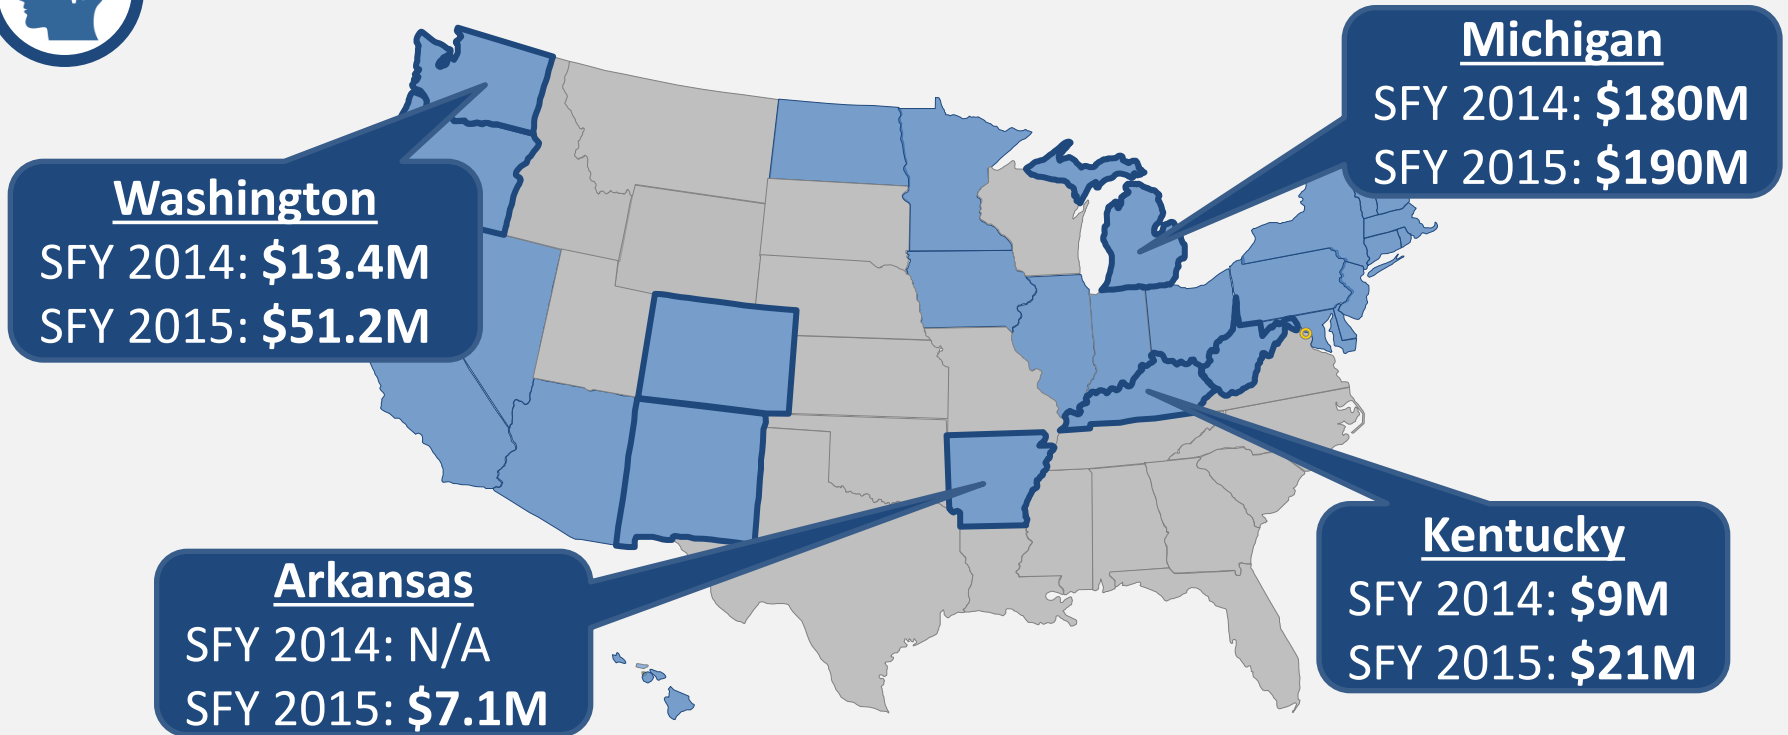 Michigan
SFY 2014: $180M
SFY 2015: $190M
Washington
SFY 2014: $13.4M
SFY 2015: $51.2M
Arkansas
SFY 2014: N/A
SFY 2015: $7.1M
Kentucky
SFY 2014: $9M
SFY 2015: $21M